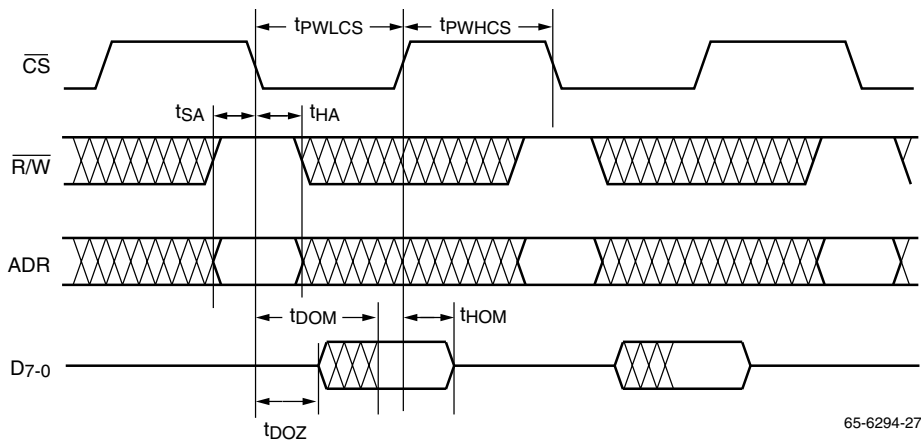 tPWLCS tPWHCS
CS
tSA tHA
R/W
ADR
tDOM tHOM
D7-0
tDOZ
65-6294-27